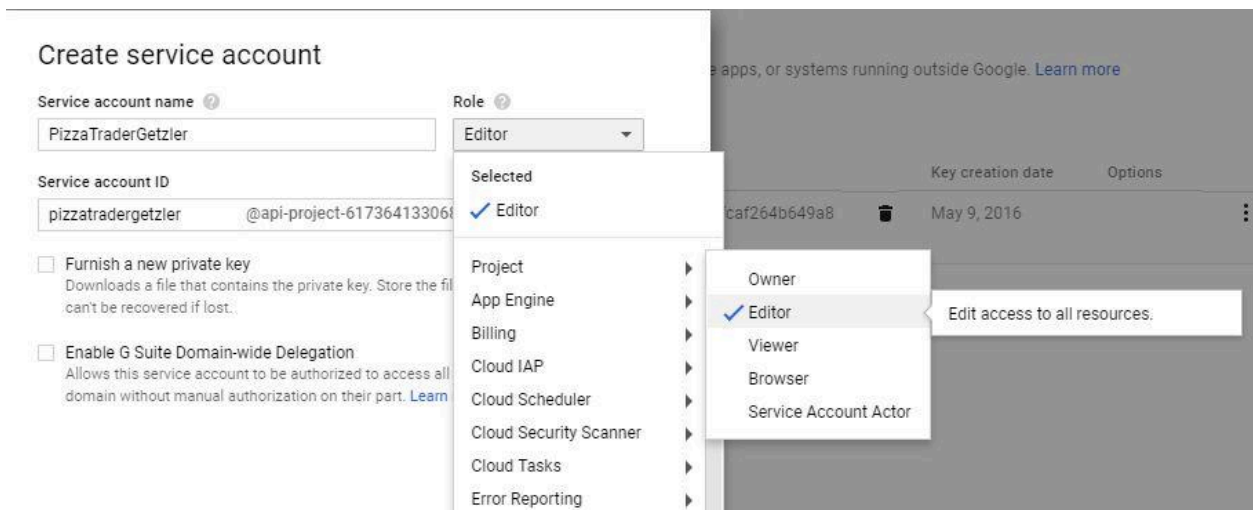 Create service account
e apps, or systems running outside Google. Learn more
Service account name
Role
PizzaTraderGetzler
Editor
Service account ID
Selected
Key creation date
Options
pizzatradergetzler
@api-project-617364133068
Editor
caf264b649a8
May 9, 2016
Furnish a new private key
Downloads a file that contains the private key. Store the fil
can't be recovered if lost.
Project
App Engine
Billing
Cloud IAP
Cloud Scheduler
Cloud Security Scanner
Cloud Tasks
Error Reporting
Owner
Editor
Viewer
Browser
Service Account Actor
Edit access to all resources.
Enable G Suite Domain-wide Delegation
Allows this service account to be authorized to access all
domain without manual authorization on their part. Learn